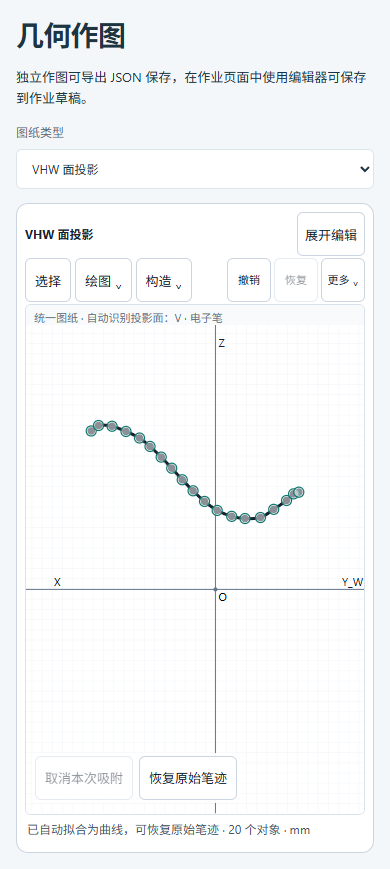 几何作图
独立作图可导出 JSON 保存，在作业页面中使用编辑器可保存
到作业草稿。
图纸类型
VHW 面投影
VHW 面投影
展开编辑
选择
绘图
构造
撤销
恢复
更多
统一图纸 · 自动识别投影面：V · 电子笔
Z
X
Y_W
O
取消本次吸附
恢复原始笔迹
已自动拟合为曲线，可恢复原始笔迹 · 20 个对象 · mm